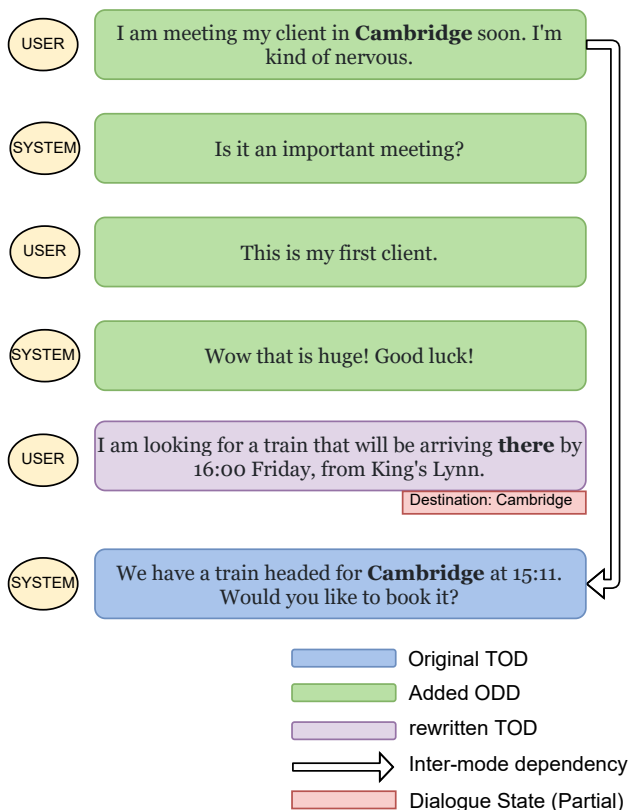 USER
I am meeting my client in Cambridge soon. I'm
kind of nervous.
SYSTEM
Is it an important meeting?
USER
This is my first client.
SYSTEM
Wow that is huge! Good luck!
USER
I am looking for a train that will be arriving there by
16:00 Friday, from King's Lynn.
Destination: Cambridge
SYSTEM
We have a train headed for Cambridge at 15:11.
Would you like to book it?
Original TOD
Added ODD
rewritten TOD
Inter-mode dependency
Dialogue State (Partial)